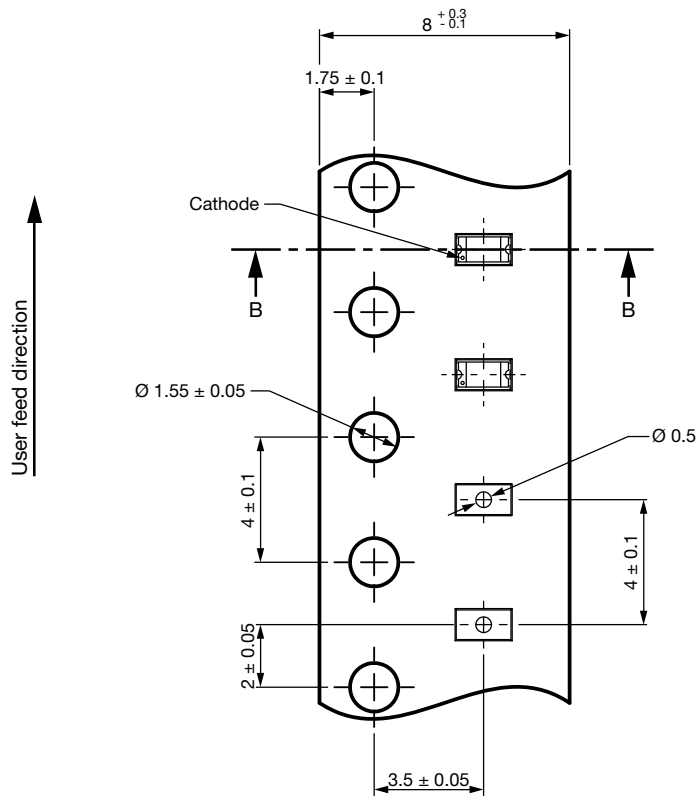 8 + 0.3 - 0.1
1.75 ± 0.1
Cathode
B
B
User feed direction
Ø 1.55 ± 0.05
Ø 0.5
4 ± 0.1
4 ± 0.1
2 ± 0.05
3.5 ± 0.05